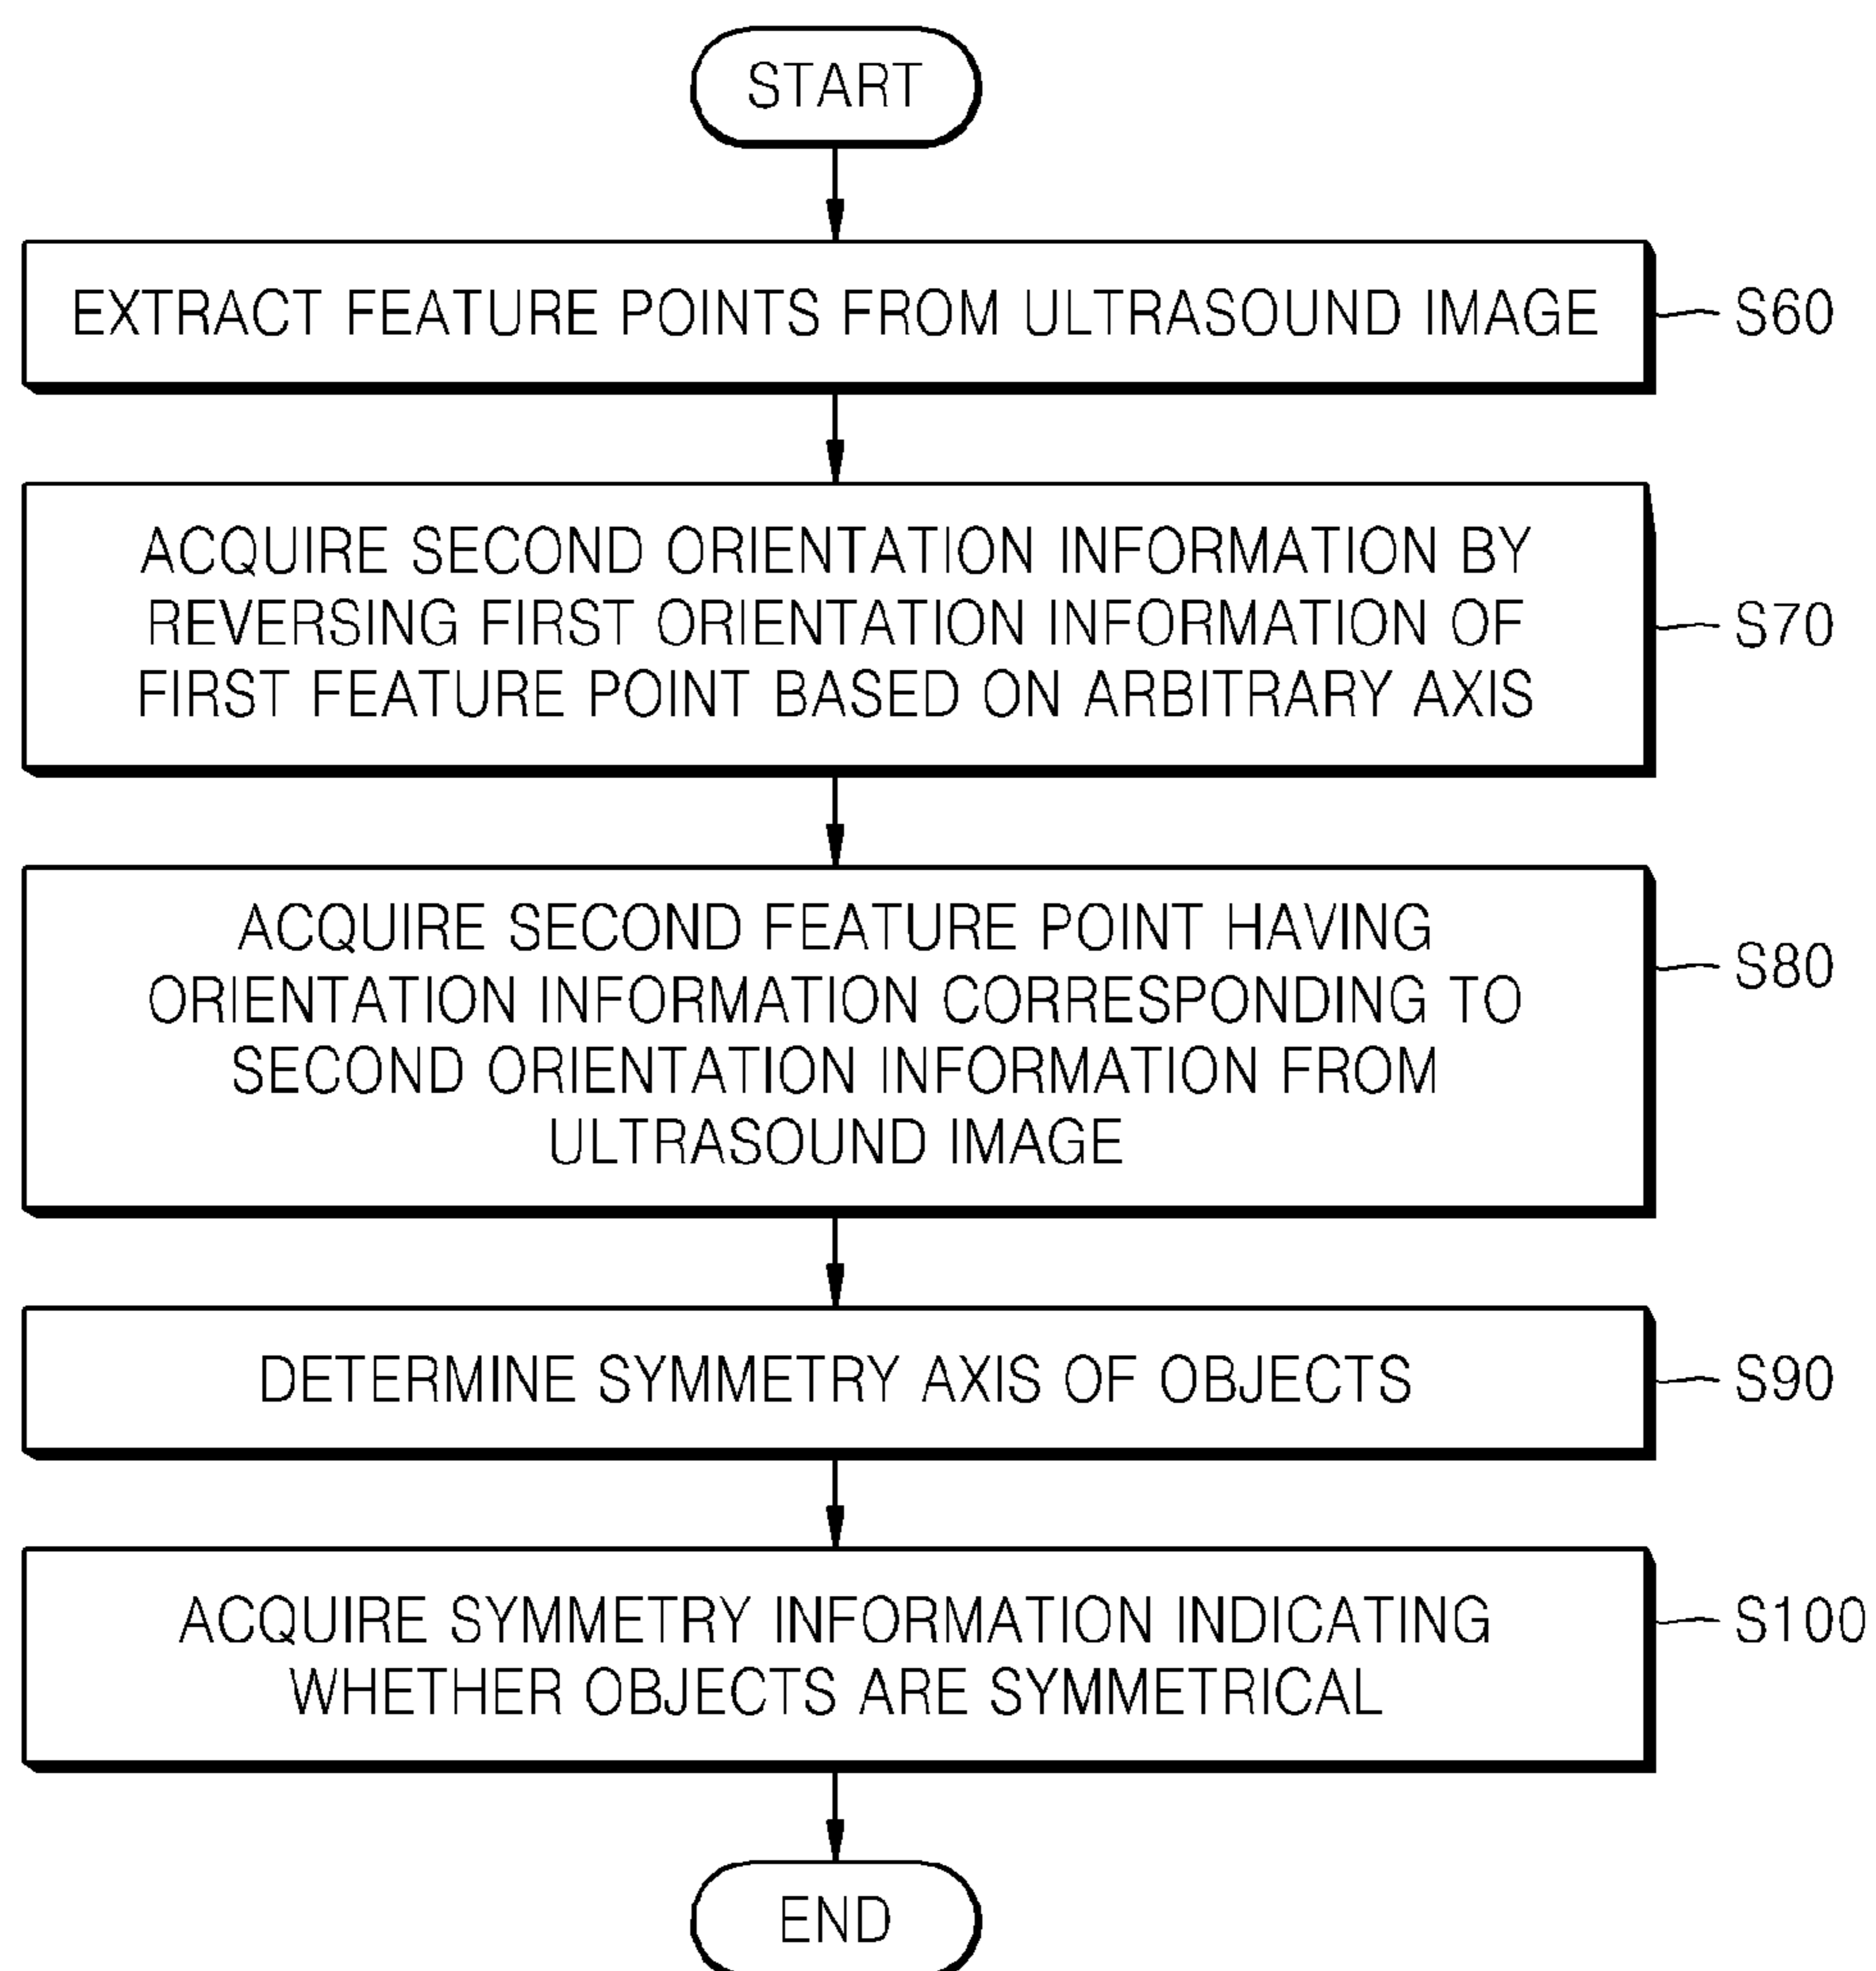 START
EXTRACT FEATURE POINTS FROM ULTRASOUND IMAGE
S60
ACQUIRE SECOND ORIENTATION INFORMATION BY
REVERSING FIRST ORIENTATION INFORMATION OF
FIRST FEATURE POINT BASED ON ARBITRARY AXIS
S70
ACQUIRE SECOND FEATURE POINT HAVING
ORIENTATION INFORMATION CORRESPONDING TO
SECOND ORIENTATION INFORMATION FROM
ULTRASOUND IMAGE
S80
DETERMINE SYMMETRY AXIS OF OBJECTS
S90
ACQUIRE SYMMETRY INFORMATION INDICATING
WHETHER OBJECTS ARE SYMMETRICAL
S100
END